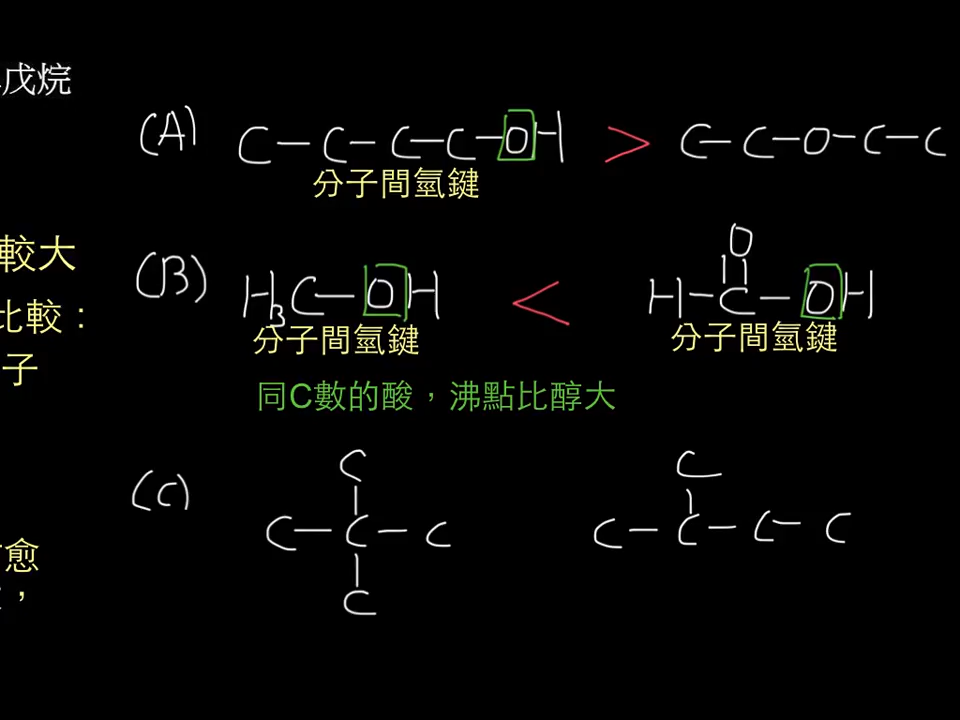 戊烷
(A) C-C-C-C-OH > C-C-O-C-C
分子間氫鍵
較大
(B) H3C-OH < H-C-OH
O
比較：
分子間氫鍵 分子間氫鍵
子
同C數的酸，沸點比醇大
C C
(C) C-C-C C-C-C-C
愈
C
，